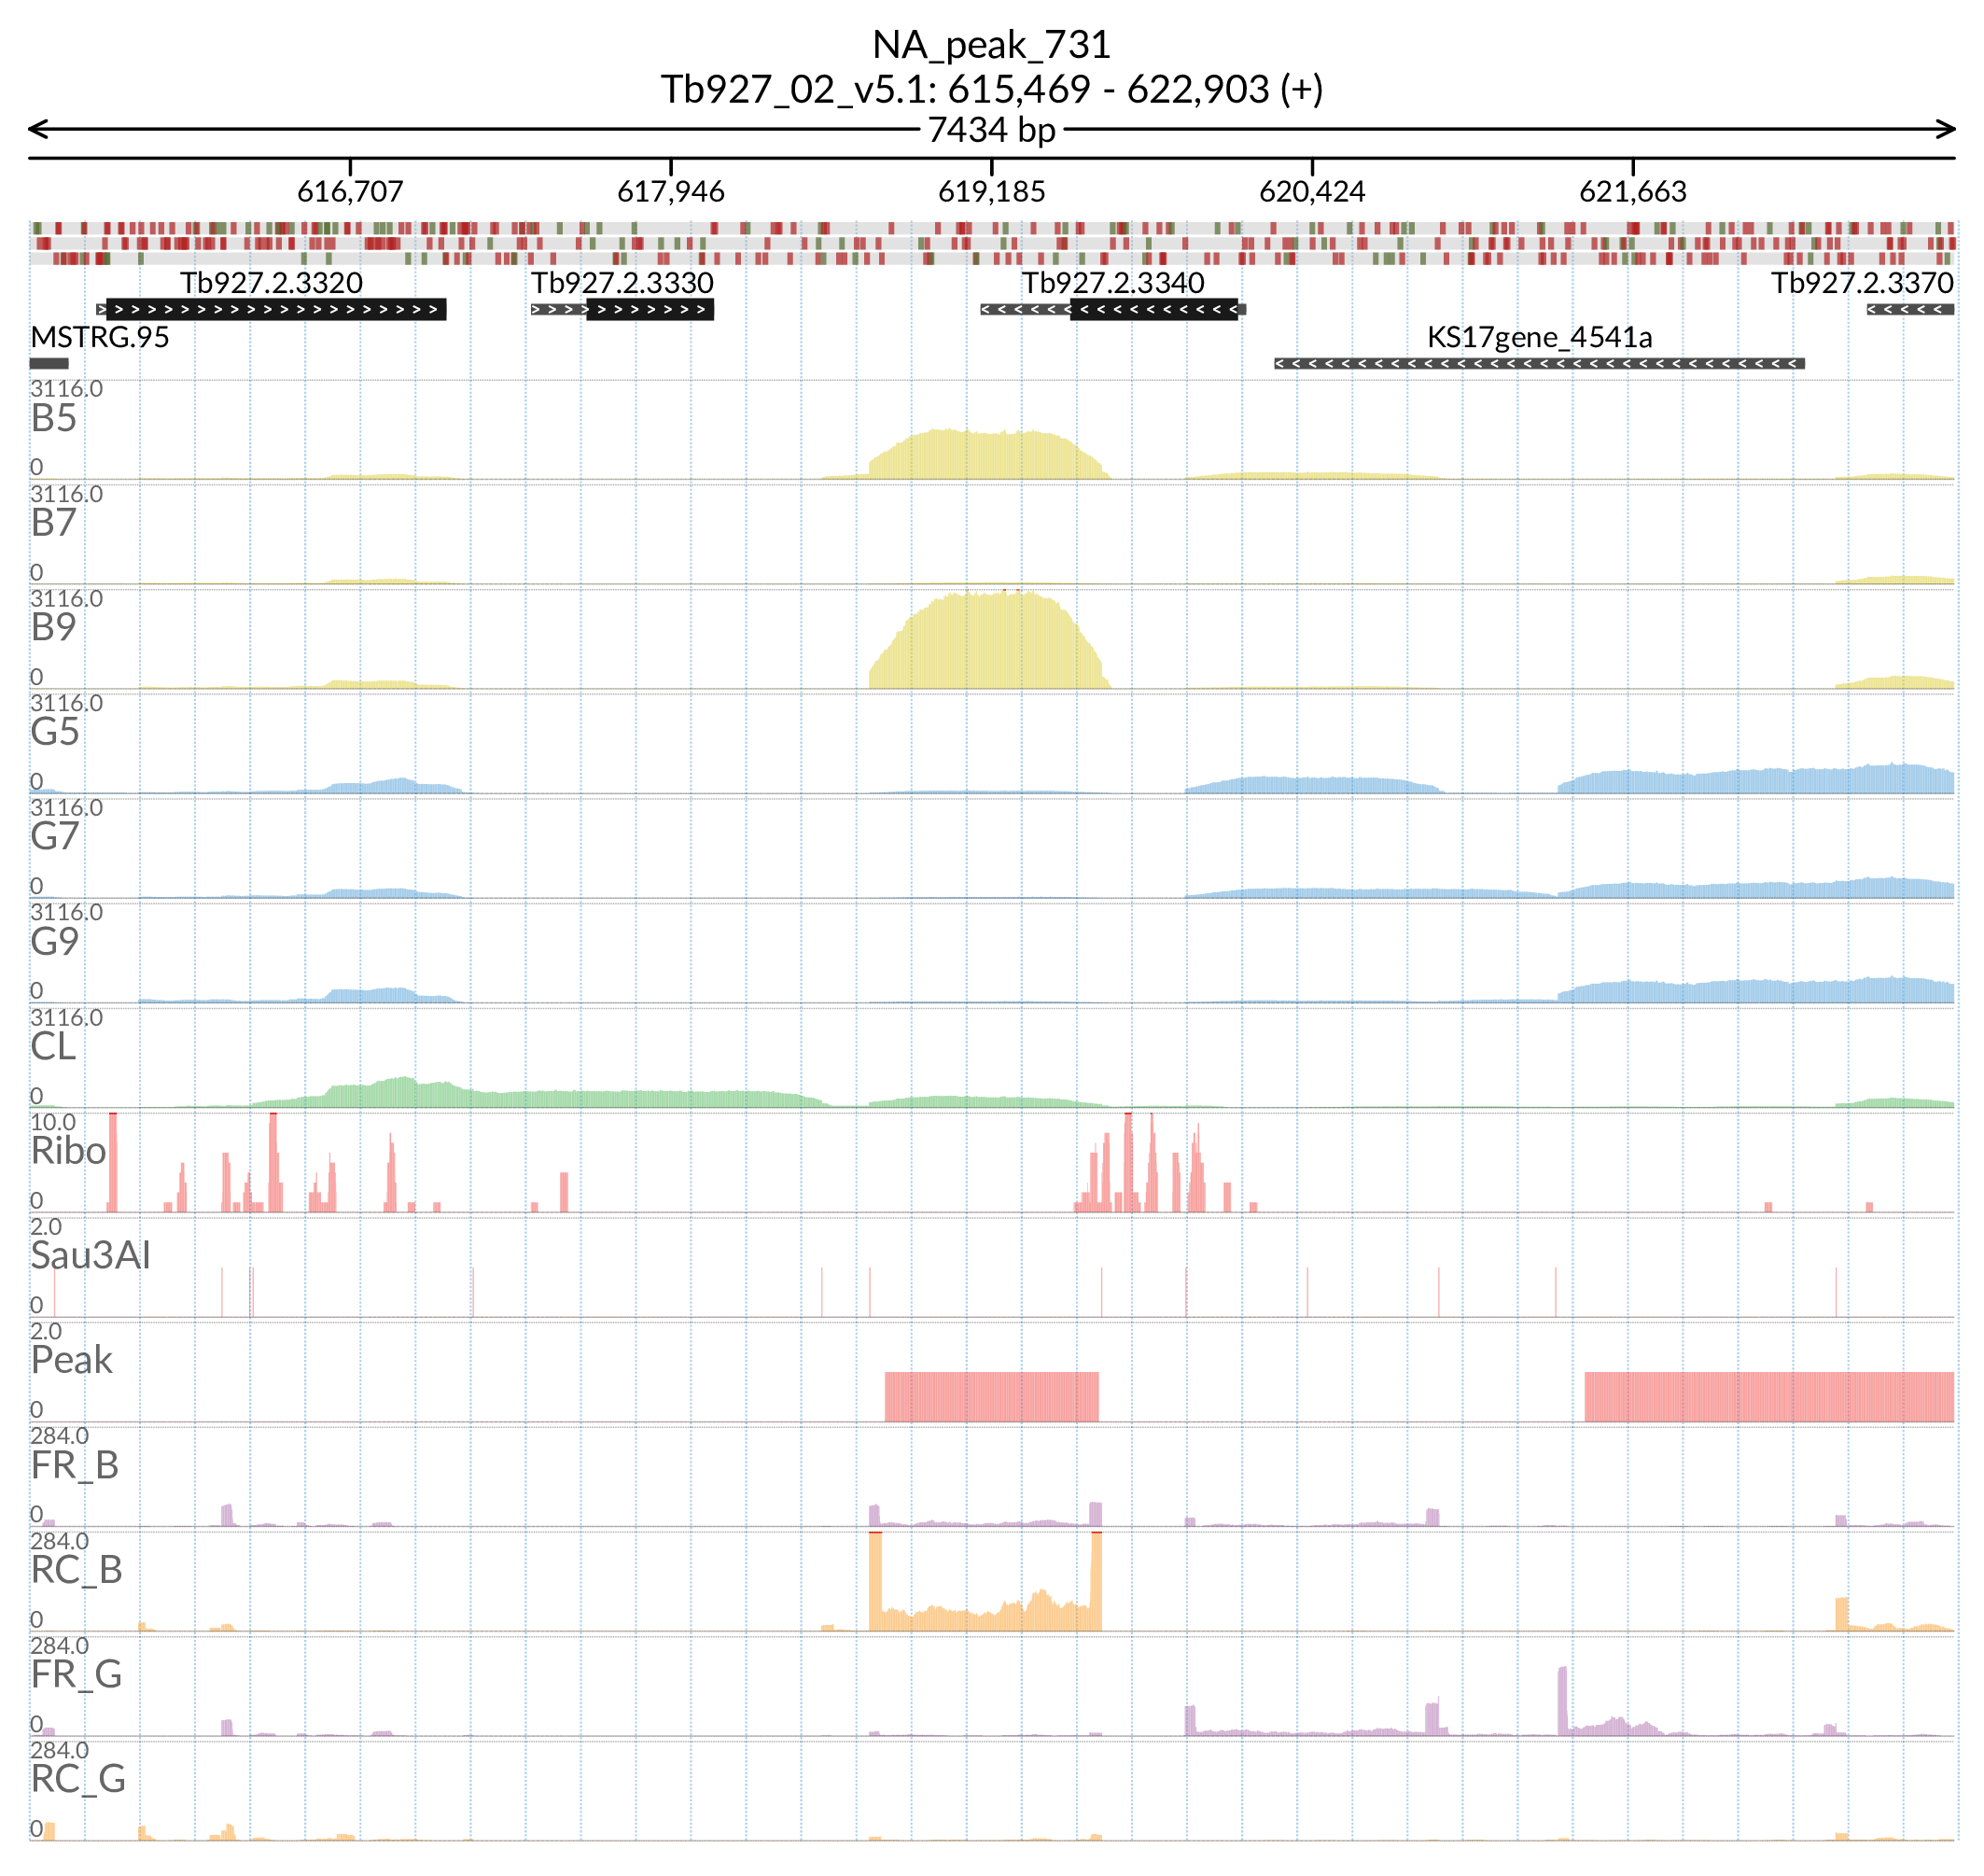 NA_peak_731
Tb927_02_v5.1: 615,469 - 622,903 (+)
7434 bp
616,707 617,946 619,185 620,424 621,663
Tb927.2.3320 Tb927.2.3330 Tb927.2.3340 Tb927.2.3370
MSTRG.95 KS17gene_4541a
3116.0
B5
0
3116.0
B7
0
3116.0
B9
0
3116.0
G5
0
3116.0
G7
0
3116.0
G9
0
3116.0
CL
0
10.0
Ribo
0
2.0
Sau3AI
0
2.0
Peak
0
284.0
FR_B
0
284.0
RC_B
0
284.0
FR_G
0
284.0
RC_G
0